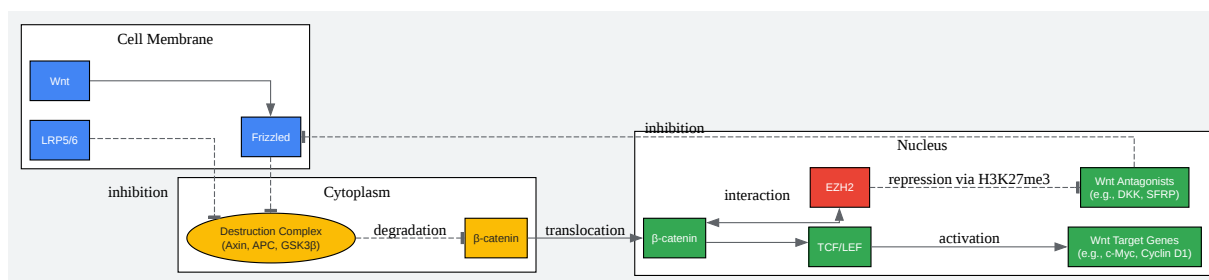 Cell Membrane
Wnt
LRP5/6
Frizzled
inhibition
inhibition
Cytoplasm
Destruction Complex
(Axin, APC, GSK3β)
degradation
β-catenin
translocation
Nucleus
interaction
EZH2
repression via H3K27me3
Wnt Antagonists
(e.g., DKK, SFRP)
β-catenin
TCF/LEF
activation
Wnt Target Genes
(e.g., c-Myc, Cyclin D1)